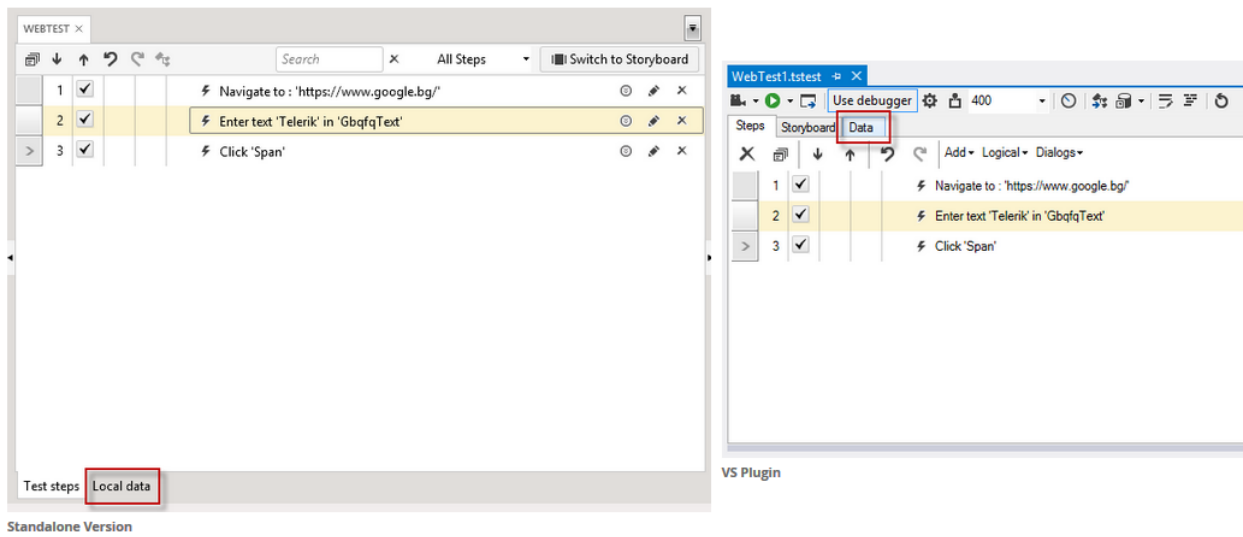 WEBTEST ×
Search × All Steps Switch to Storyboard
1 Navigate to : 'https://www.google.bg/'
2 Enter text 'Telerik' in 'GbqfqText'
> 3 Click 'Span'
Test steps Local data
Standalone Version
WebTest1.tstest
Use debugger 400
Steps Storyboard Data
Add Logical Dialogs
1 Navigate to : 'https://www.google.bg/'
2 Enter text 'Telerik' in 'GbqfqText'
> 3 Click 'Span'
VS Plugin